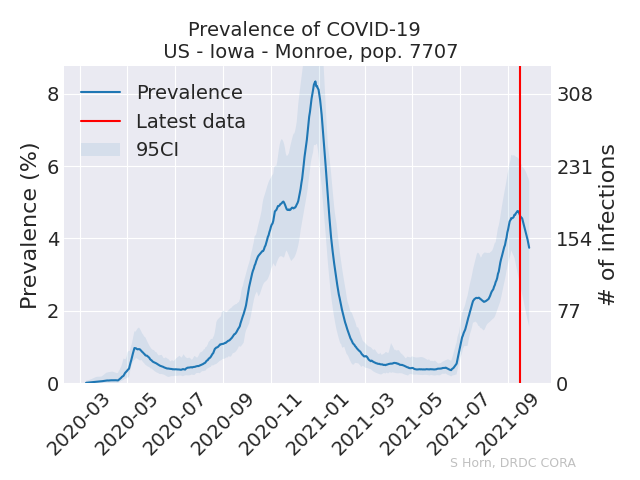 Prevalence of COVID-19
US - Iowa - Monroe, pop. 7707
Prevalence
Latest data
95CI
Prevalence (%)
8
6
4
2
0
308
231
154
77
0
# of infections
2020-03
2020-05
2020-07
2020-09
2020-11
2021-01
2021-03
2021-05
2021-07
2021-09
S Horn, DRDC CORA